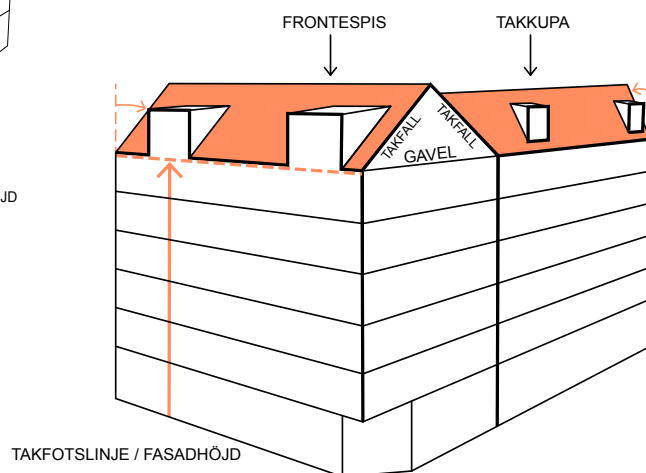 FRONTESPIS
TAKKUPA
TAKFALL
TAKFALL
GAVEL
JD
TAKFOTSLINJE / FASADHÖJD